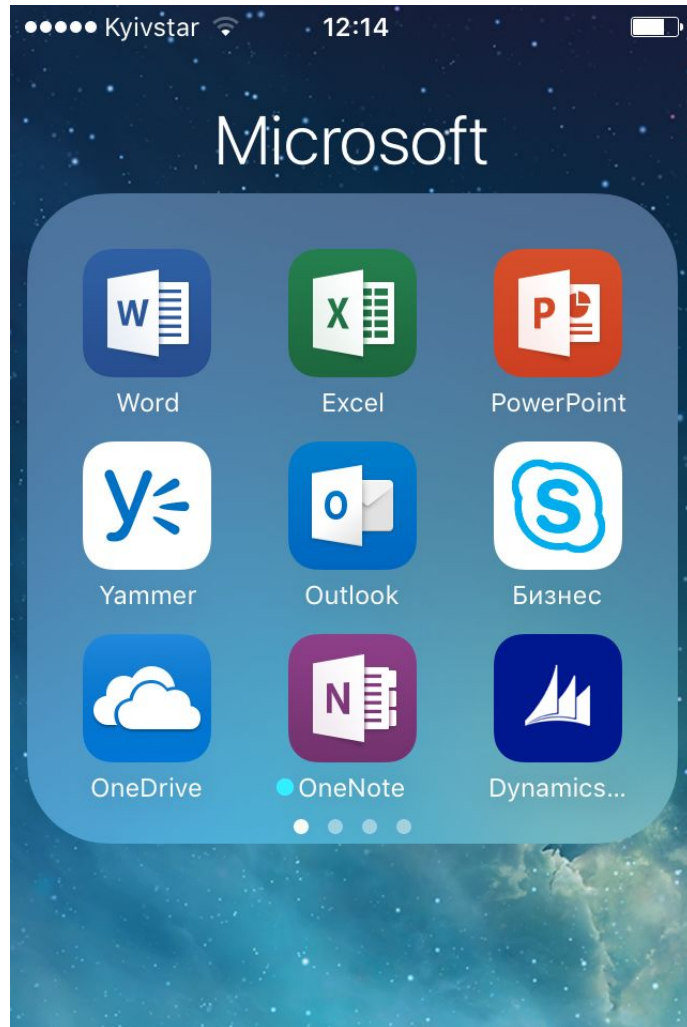 Kyivstar 12:14
Microsoft
W X P
Word Excel PowerPoint
y O S
Yammer Outlook Бизнес
N
OneDrive OneNote Dynamics...